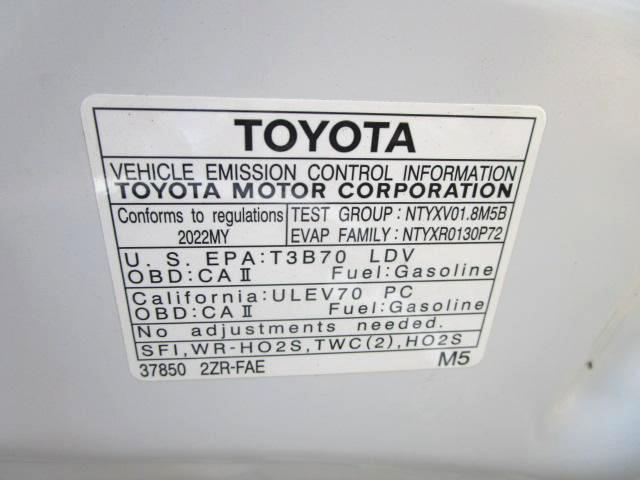 TOYOTA
VEHICLE EMISSION CONTROL INFORMATION
TOYOTA MOTOR CORPORATION
Conforms to regulations
2022MY
TEST GROUP : NTYXV01.8M5B
EVAP FAMILY : NTYXR0130P72
U. S. EPA:T3B70 LDV
OBD:CA II Fuel:Gasoline
California:ULEV70 PC
OBD:CA II Fuel:Gasoline
No adjustments needed.
SFI,WR-HO2S,TWC(2),HO2S
37850 2ZR-FAE M5